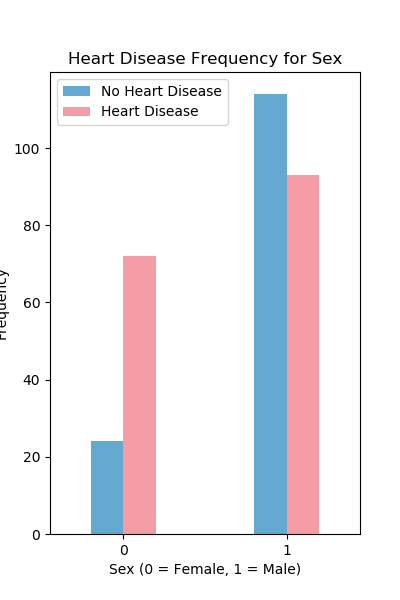 Heart Disease Frequency for Sex
No Heart Disease
Heart Disease
Frequency
100
80
60
40
20
0
0
1
Sex (0 = Female, 1 = Male)